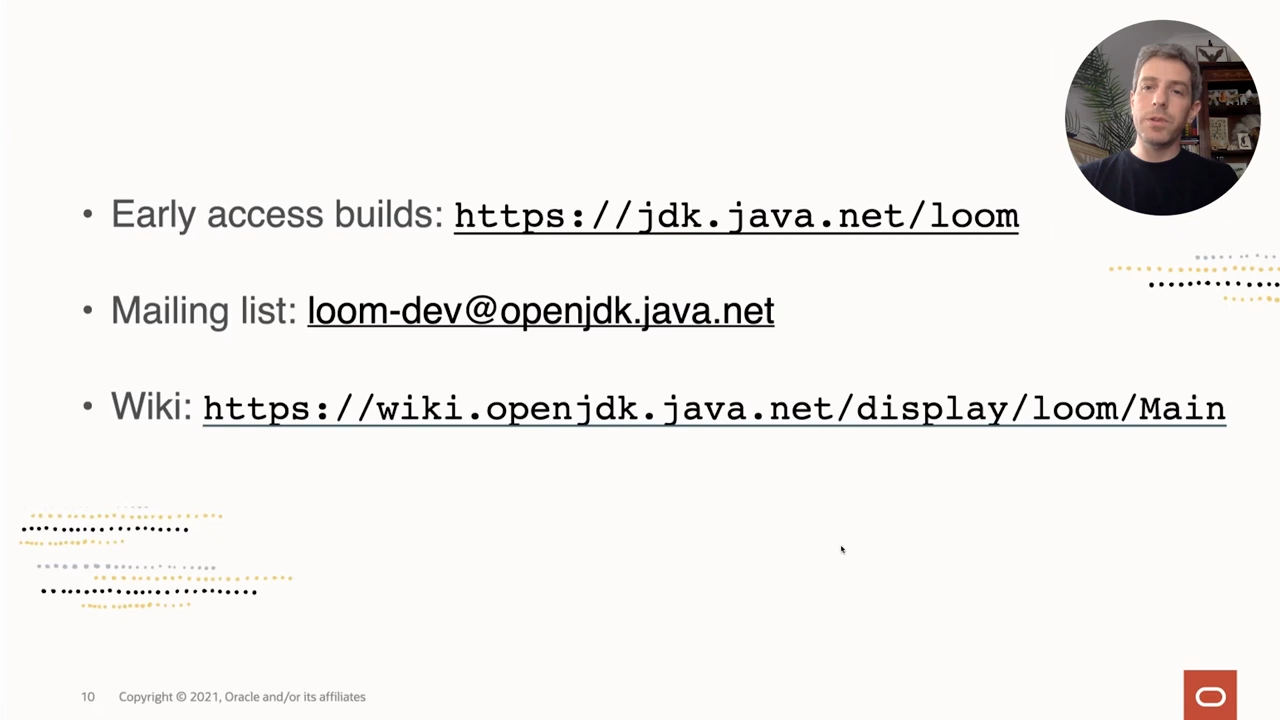 • Early access builds: https://jdk.java.net/loom
• Mailing list: loom-dev@openjdk.java.net
• Wiki: https://wiki.openjdk.java.net/display/loom/Main
10 Copyright © 2021, Oracle and/or its affiliates